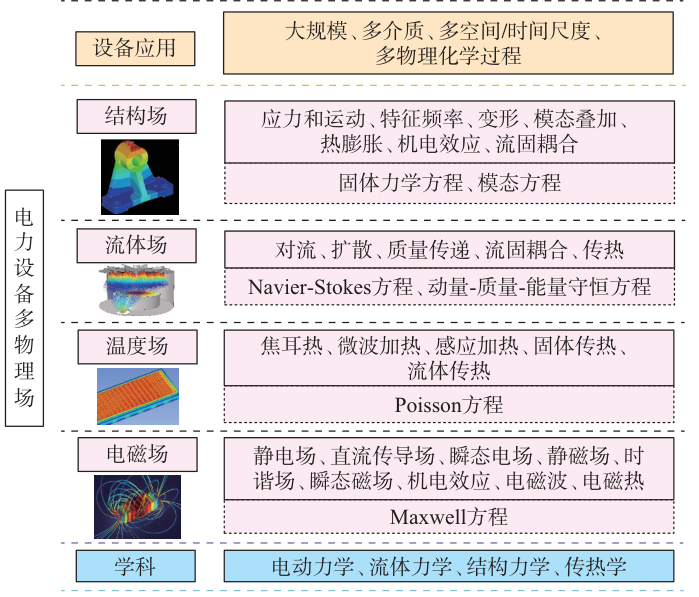 设备应用
大规模、多介质、多空间/时间尺度、
多物理化学过程
结构场
应力和运动、特征频率、变形、模态叠加、
热膨胀、机电效应、流固耦合
固体力学方程、模态方程
电力设备多物理场
流体场
对流、扩散、质量传递、流固耦合、传热
Navier-Stokes方程、动量-质量-能量守恒方程
温度场
焦耳热、微波加热、感应加热、固体传热、
流体传热
Poisson方程
电磁场
静电场、直流传导场、瞬态电场、静磁场、时
谐场、瞬态磁场、机电效应、电磁波、电磁热
Maxwell方程
学科
电动力学、流体力学、结构力学、传热学